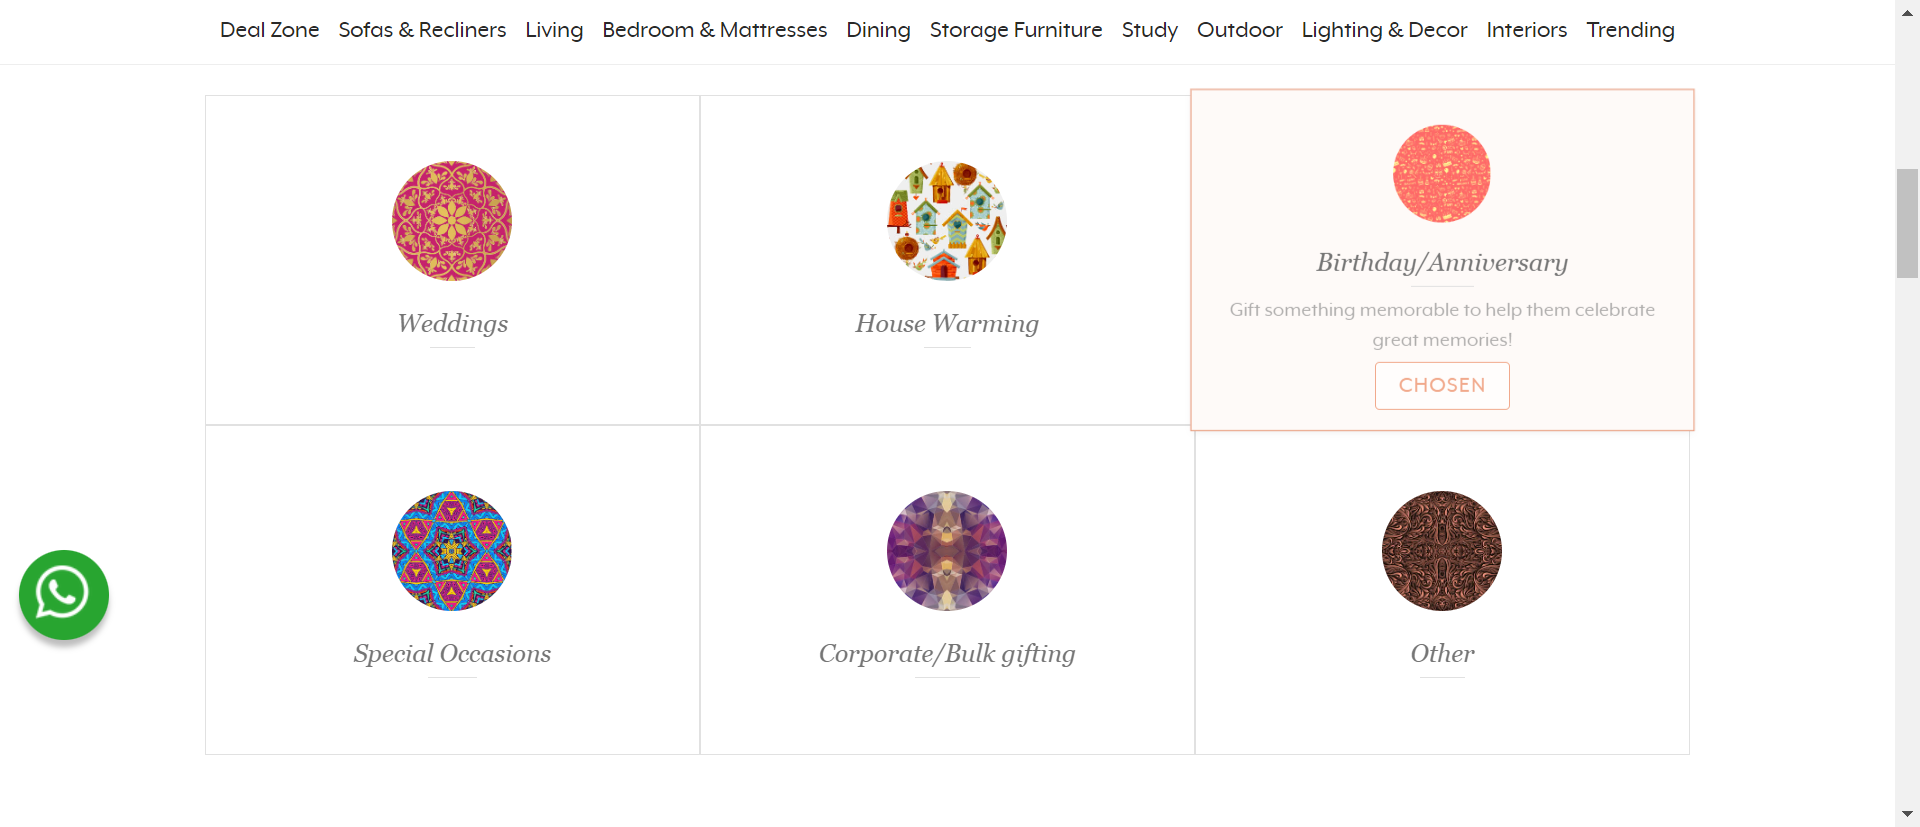 Deal Zone Sofas & Recliners Living Bedroom & Mattresses Dining Storage Furniture Study Outdoor Lighting & Decor Interiors Trending
Weddings
House Warming
Birthday/Anniversary
Gift something memorable to help them celebrate
great memories!
CHOSEN
Special Occasions
Corporate/Bulk gifting
Other